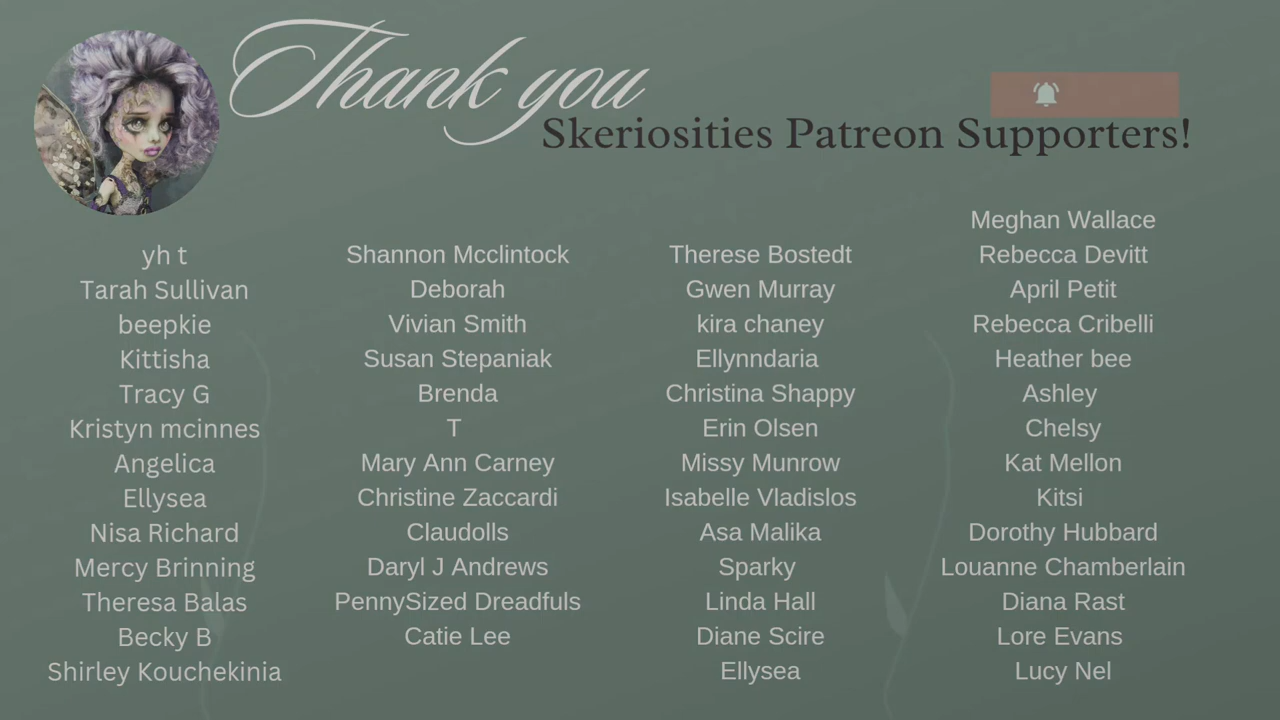 Thank you
Skeriosities Patreon Supporters!
yh t
Tarah Sullivan
beepkie
Kittisha
Tracy G
Kristyn mcinnes
Angelica
Ellysea
Nisa Richard
Mercy Brinning
Theresa Balas
Becky B
Shirley Kouchekinia
Shannon Mcclintock
Deborah
Vivian Smith
Susan Stepaniak
Brenda
T
Mary Ann Carney
Christine Zaccardi
Claudolls
Daryl J Andrews
PennySized Dreadfuls
Catie Lee
Therese Bostedt
Gwen Murray
kira chaney
Ellynndaria
Christina Shappy
Erin Olsen
Missy Munrow
Isabelle Vladislos
Asa Malika
Sparky
Linda Hall
Diane Scire
Ellysea
Meghan Wallace
Rebecca Devitt
April Petit
Rebecca Cribelli
Heather bee
Ashley
Chelsy
Kat Mellon
Kitsi
Dorothy Hubbard
Louanne Chamberlain
Diana Rast
Lore Evans
Lucy Nel